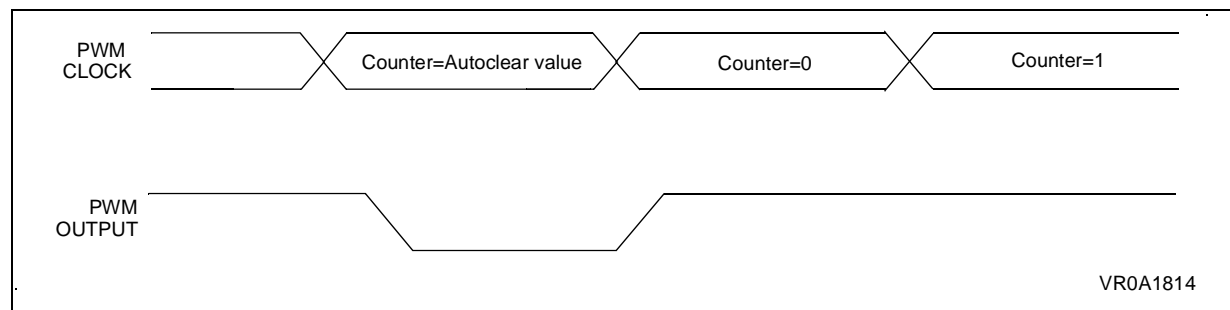 PWM
CLOCK
Counter=Autoclear value
Counter=0
Counter=1
PWM
OUTPUT
VR0A1814